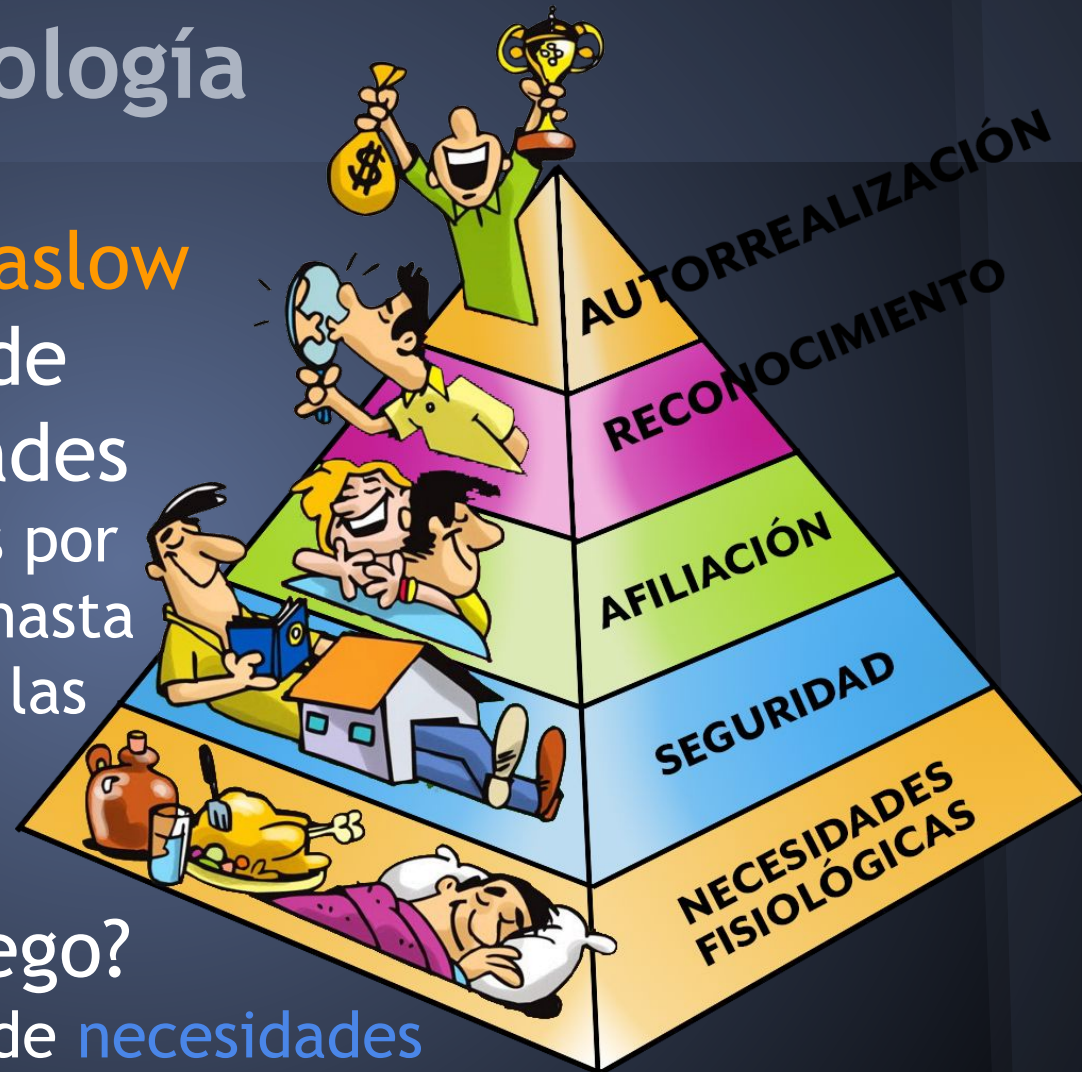 ología
aslow
de
ades
s por
hasta
las
ego?
de necesidades
$
AUTORREALIZACIÓN
RECONOCIMIENTO
AFILIACIÓN
SEGURIDAD
NECESIDADES
FISIOLÓGICAS